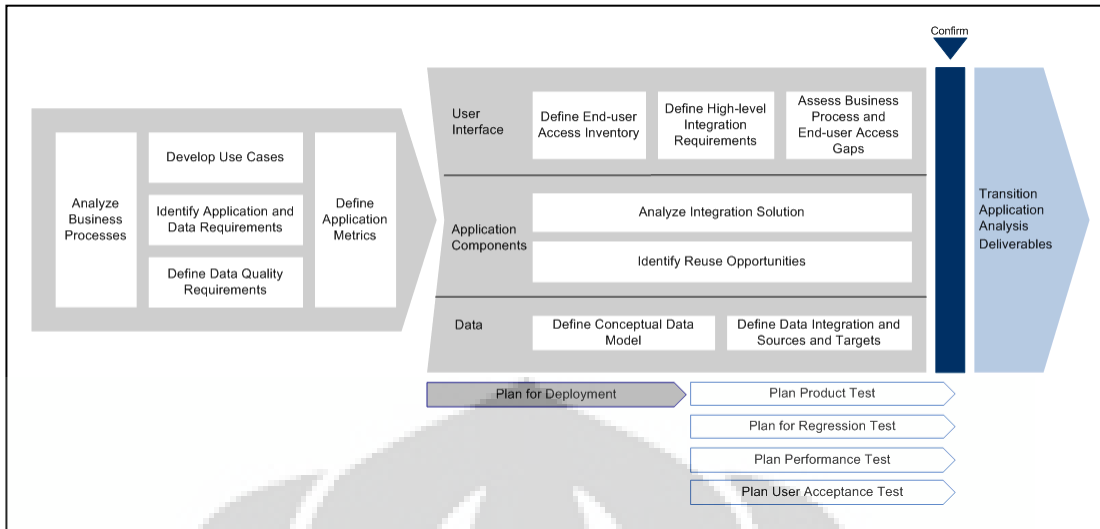 Confirm
Analyze
Business
Processes
Develop Use Cases
Identify Application and
Data Requirements
Define Data Quality
Requirements
Define
Application
Metrics
User
Interface
Define End-user
Access Inventory
Define High-level
Integration
Requirements
Assess Business
Process and
End-user Access
Gaps
Application
Components
Analyze Integration Solution
Identify Reuse Opportunities
Data
Define Conceptual Data
Model
Define Data Integration and
Sources and Targets
Transition
Application
Analysis
Deliverables
Plan for Deployment
Plan Product Test
Plan for Regression Test
Plan Performance Test
Plan User Acceptance Test